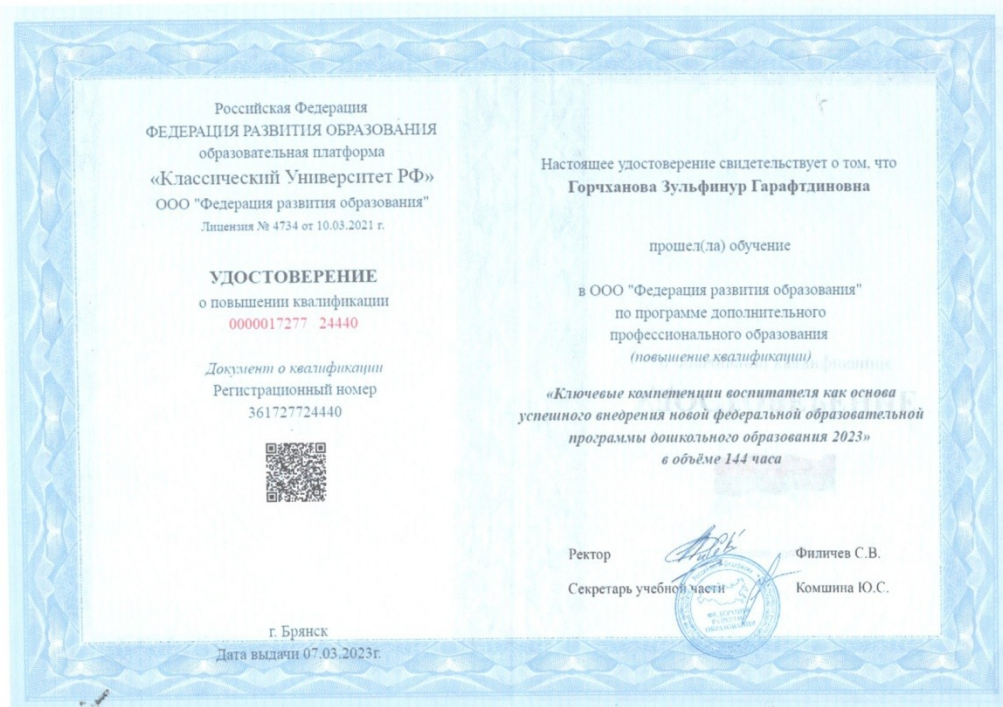 Российская Федерация
ФЕДЕРАЦИЯ РАЗВИТИЯ ОБРАЗОВАНИЯ
образовательная платформа
«Классический Университет РФ»
ООО "Федерация развития образования"
Лицензия № 4734 от 10.03.2021 г.
УДОСТОВЕРЕНИЕ
о повышении квалификации
0000017277 24440
Документ о квалификации
Регистрационный номер
361727724440
г. Брянск
Дата выдачи 07.03.2023г.
Настоящее удостоверение свидетельствует о том, что
Горчханова Зульфинур Гарафтдиновна
прошел(ла) обучение
в ООО "Федерация развития образования"
по программе дополнительного
профессионального образования
(повышение квалификации)
«Ключевые компетенции воспитателя как основа
успешного внедрения новой федеральной образовательной
программы дошкольного образования 2023»
в объёме 144 часа
Ректор Филичев С.В.
Секретарь учебной части Комшина Ю.С.
ФЕДЕРАЦИЯ
РАЗВИТИЯ
ОБРАЗОВАНИЯ